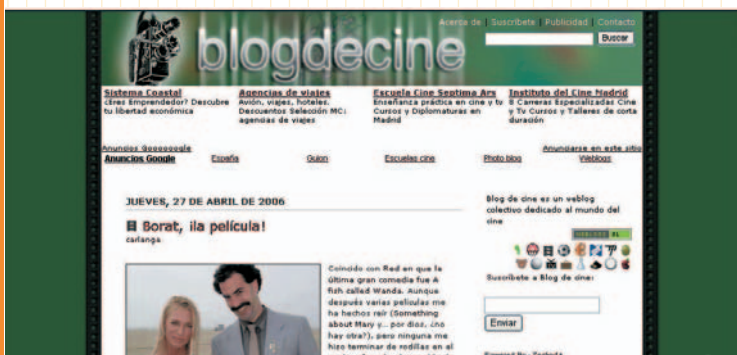 Acerca de | Suscríbete | Publicidad | Contacto
blogdecine
Buscar
Sistema Coastal
¿Eres Emprendedor? Descubre
tu libertad económica
Agencias de viajes
Avión, viajes, hoteles.
Descuentos Selección MC:
agencias de viajes
Escuela Cine Septima Ars
Enseñanza práctica en cine y tv
Cursos y Diplomaturas en
Madrid
Instituto del Cine Madrid
8 Carreras Especializadas Cine
y Tv Cursos y Talleres de corta
duración
Anuncios Goooooogle
Anunciarse en este sitio
Anuncios Google España Guion Escuelas cine Photo blog Weblogs
JUEVES, 27 DE ABRIL DE 2006
Borat, ¡la película!
carlanga
Coincido con Red en que la
última gran comedia fue A
fish called Wanda. Aunque
después varias películas me
ha hechos reír (Something
about Mary y... por dios, ¿no
hay otra?), pero ninguna me
hizo terminar de rodillas en el
Blog de cine es un veblog
colectivo dedicado al mundo del
cine
Suscríbete a Blog de cine:
Enviar